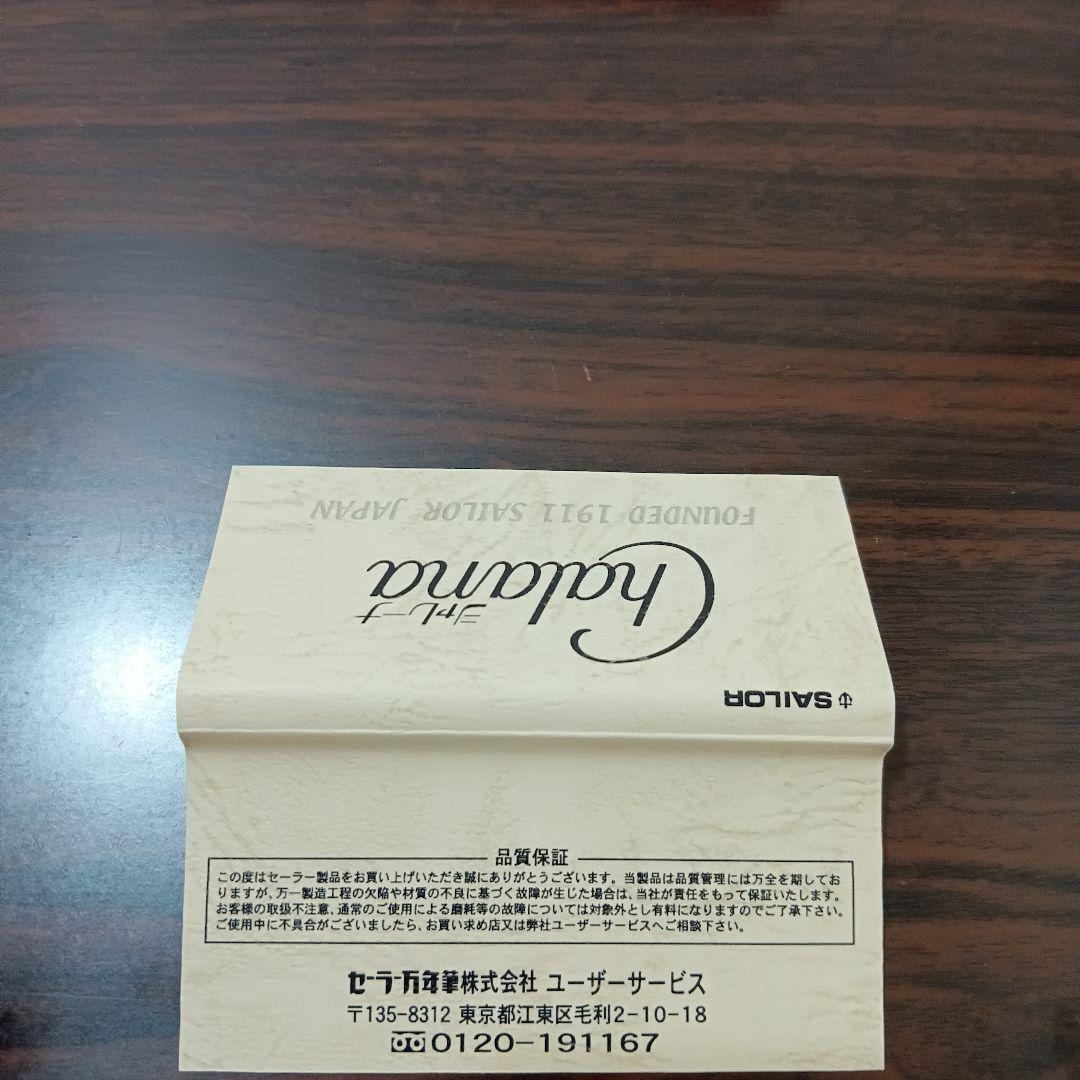 SAILOR
Chalana
シャレーナ
FOUNDED 1911 SAILOR JAPAN
品質保証
この度はセーラー製品をお買い上げいただき誠にありがとうございます。当製品は品質管理には万全を期してお
りますが、万一製造工程の欠陥や材質の不良に基づく故障が生じた場合は、当社が責任をもって保証いたします。
お客様の取扱不注意、通常のご使用による磨耗等の故障については対象外とし有料になりますのでご了承下さい。
ご使用中に不具合がございましたら、お買い求め店又は弊社ユーザーサービスへご相談下さい。
セーラー万年筆株式会社 ユーザーサービス
〒135-8312 東京都江東区毛利2-10-18
0120-191167